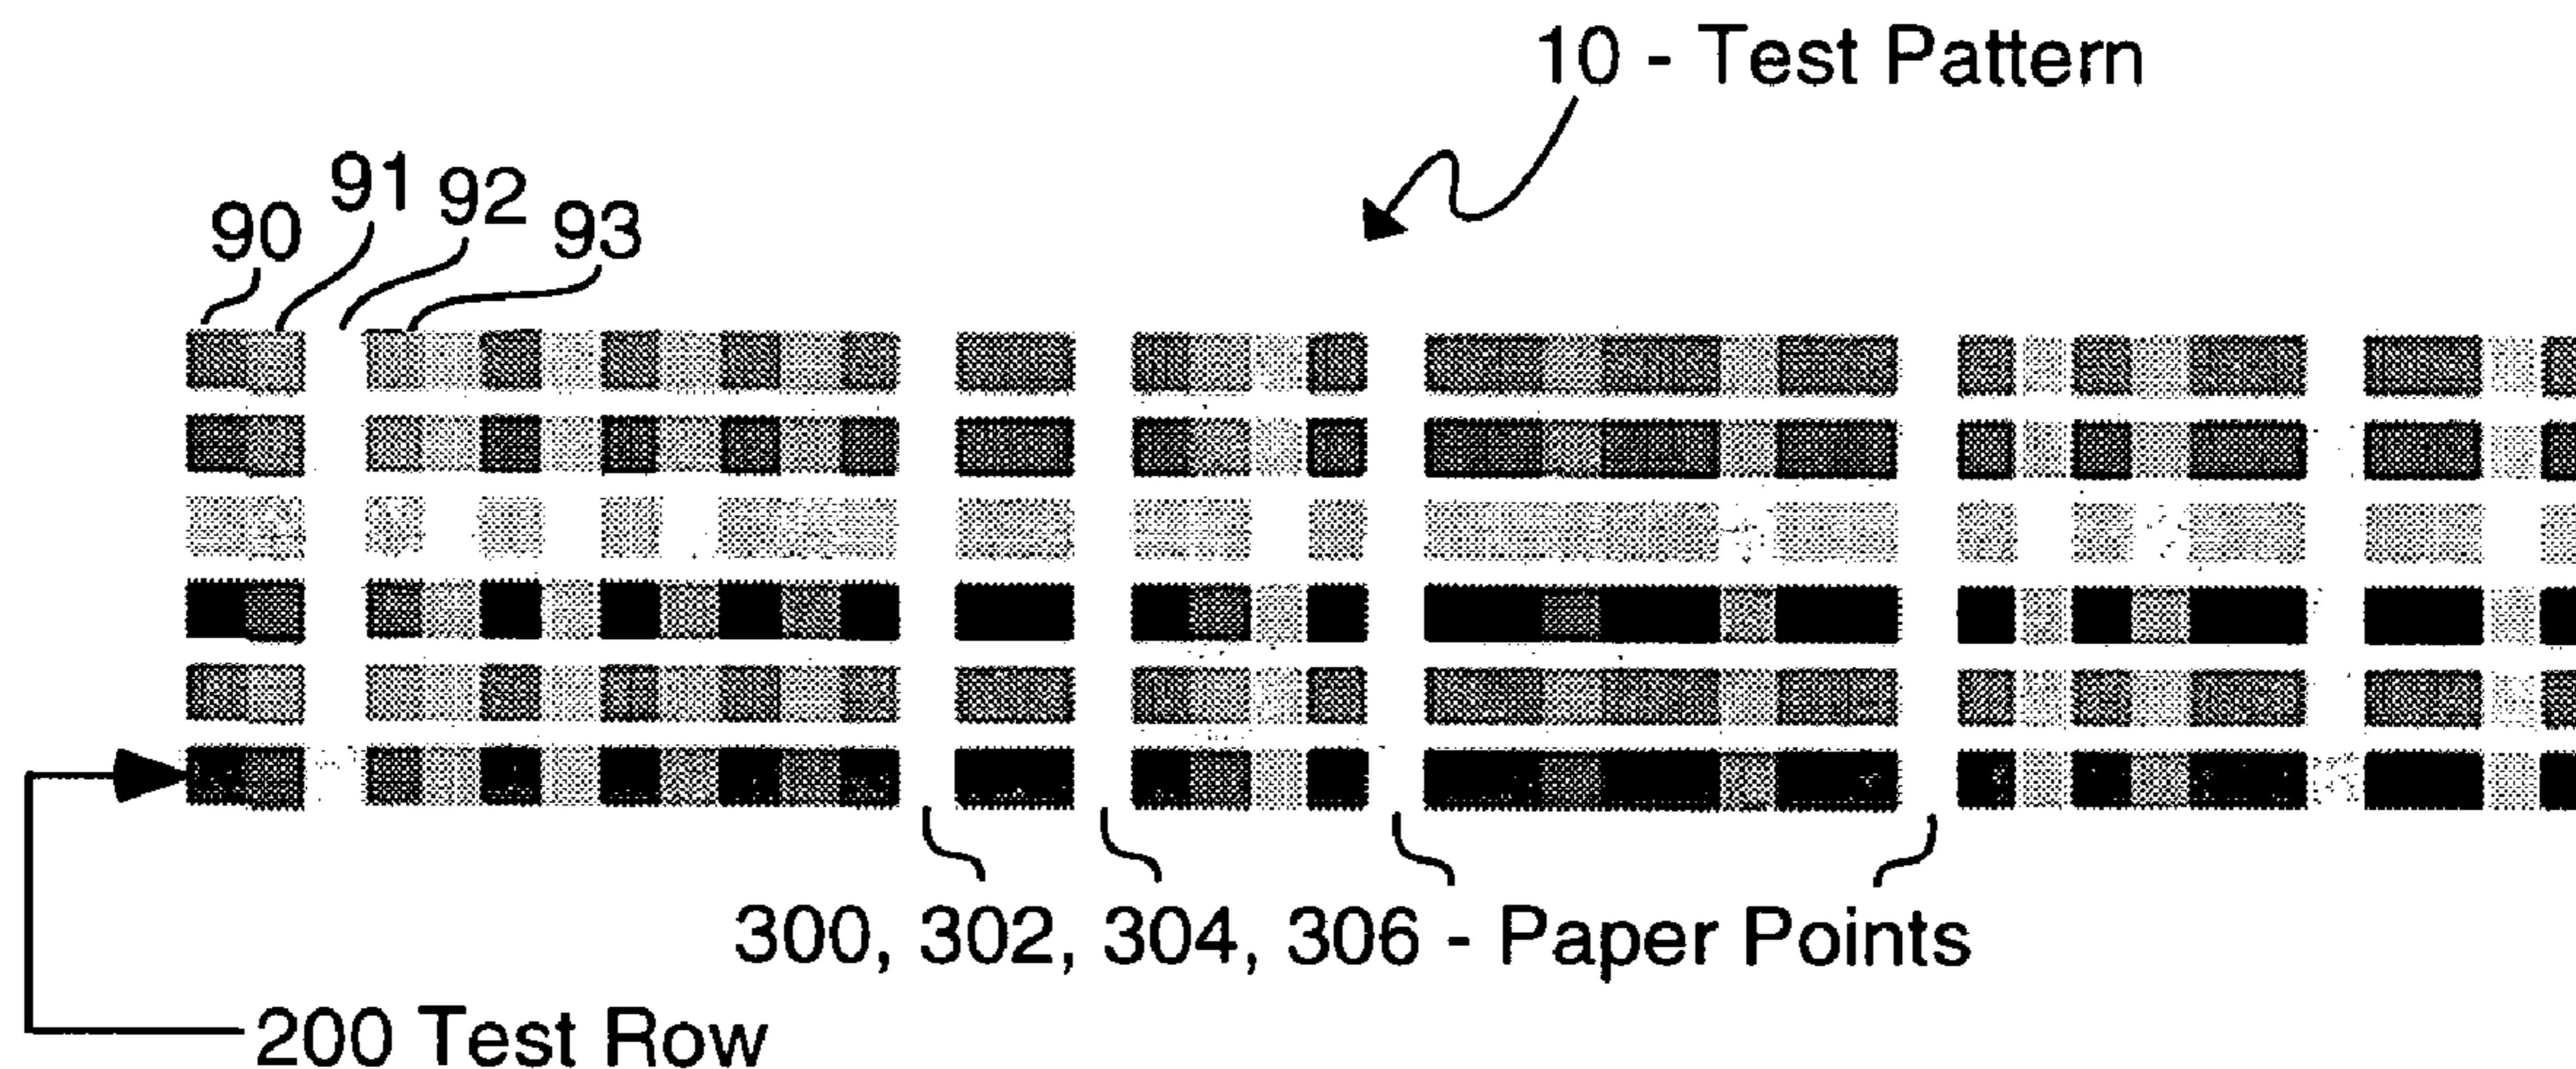 10 - Test Pattern
90
91
92
93
300, 302, 304, 306 - Paper Points
200 Test Row